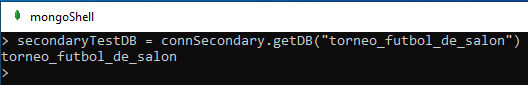 mongoShell
> secondaryTestDB = connSecondary.getDB("torneo_futbol_de_salon")
torneo_futbol_de_salon
>